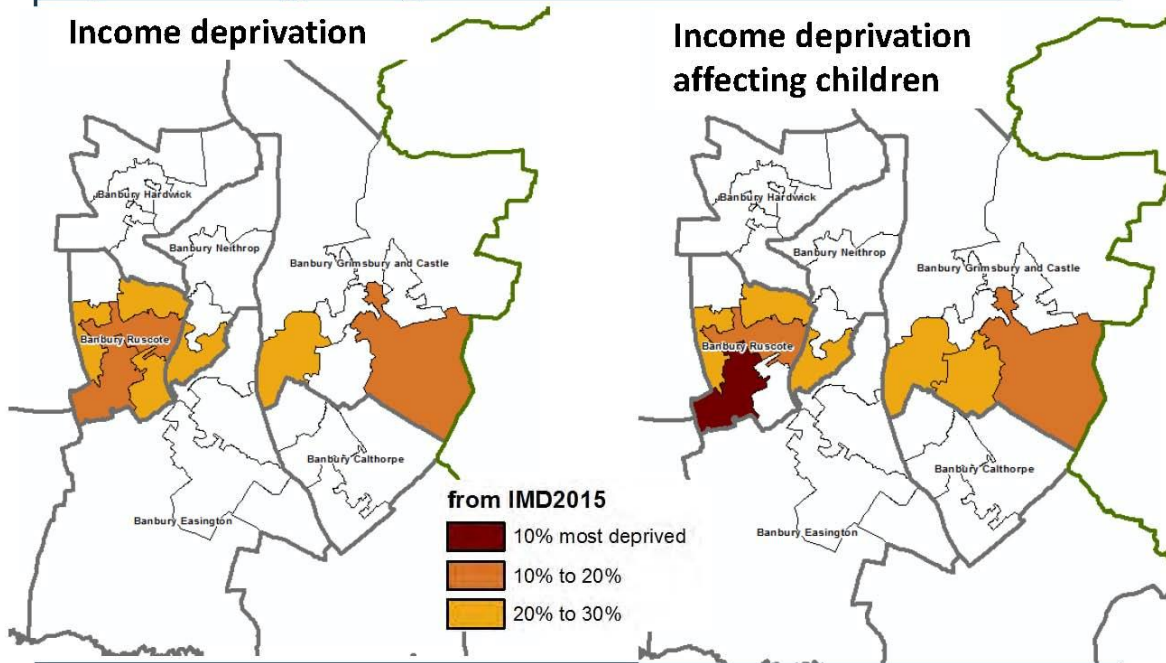 Income deprivation
Banbury Hardwick
Banbury Neithrop
Banbury Grimsbury and Castle
Banbury Ruscote
Banbury Calthorpe
Banbury Easington
Income deprivation
affecting children
Banbury Hardwick
Banbury Neithrop
Banbury Grimsbury and Castle
Banbury Ruscote
Banbury Calthorpe
Banbury Easington
from IMD2015
10% most deprived
10% to 20%
20% to 30%